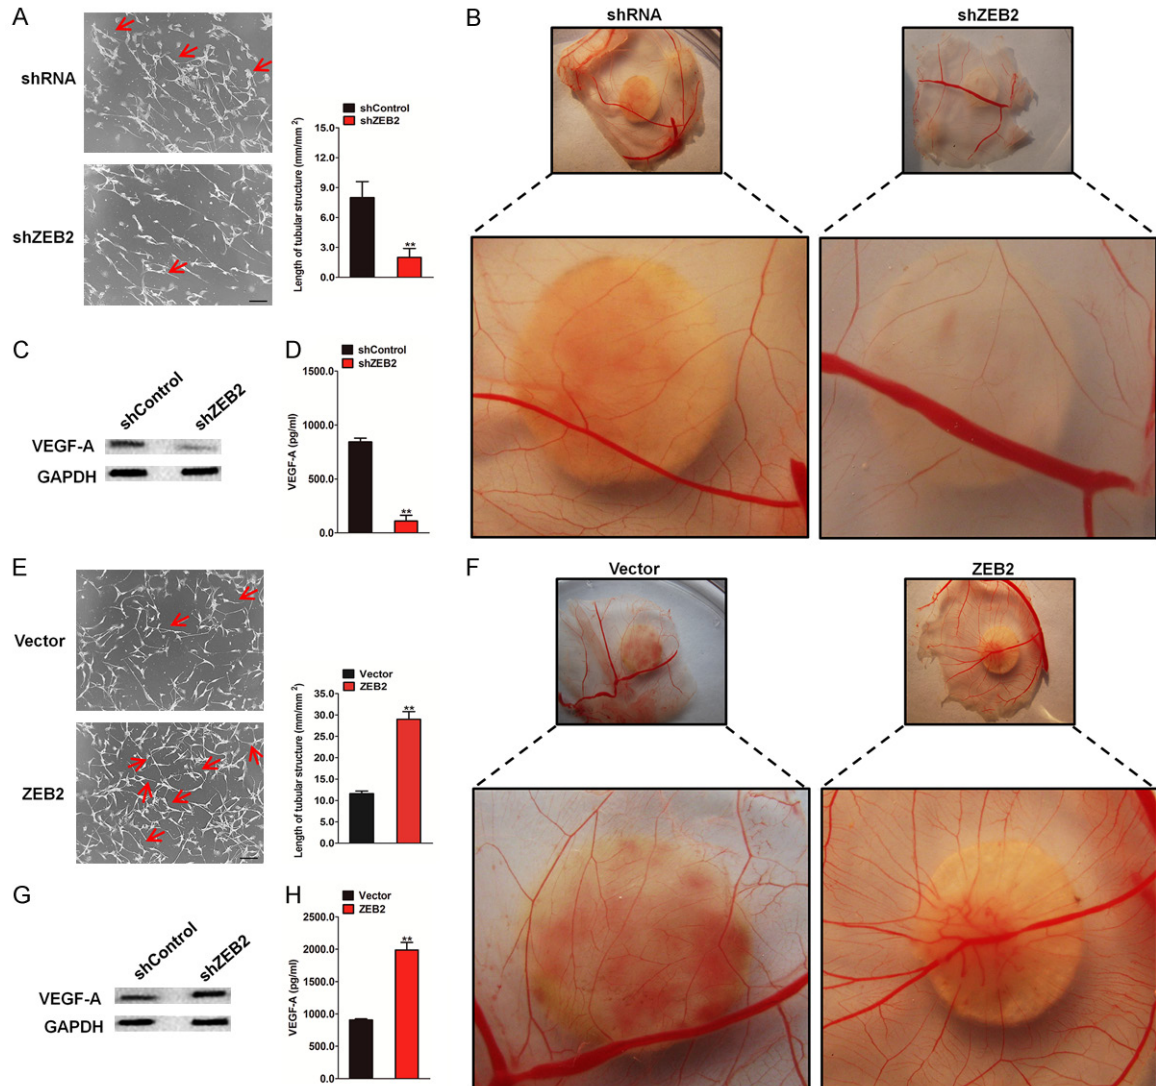 A
shRNA
shZEB2
shControl
shZEB2
15.0
12.0
9.0
6.0
3.0
0.0
Length of tubular structure (mm/mm²)
**
B
shRNA
shZEB2
C
shControl
shZEB2
VEGF-A
GAPDH
D
shControl
shZEB2
1500.0
1000.0
500.0
0.0
VEGF-A (pg/ml)
**
E
Vector
ZEB2
Vector
ZEB2
35.0
30.0
25.0
20.0
15.0
10.0
5.0
0.0
Length of tubular structure (mm/mm²)
**
F
Vector
ZEB2
G
shControl
shZEB2
VEGF-A
GAPDH
H
Vector
ZEB2
2500.0
2000.0
1500.0
1000.0
500.0
0.0
VEGF-A (pg/ml)
**